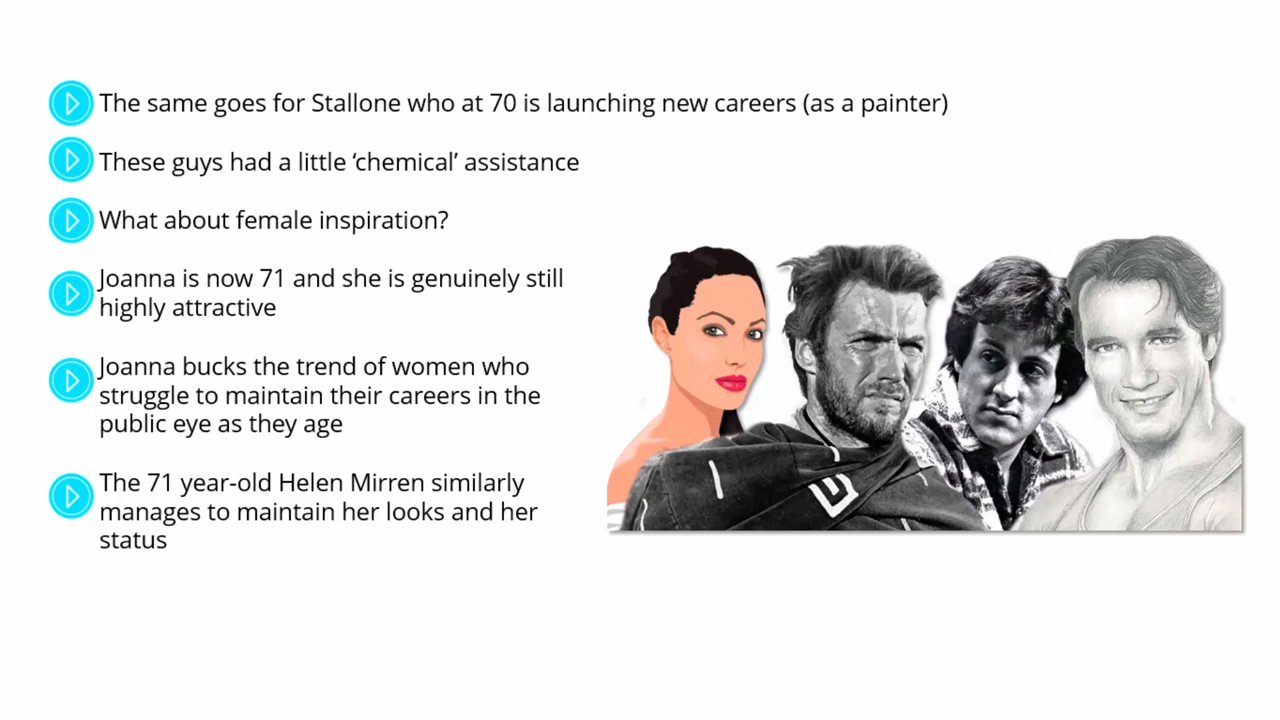 The same goes for Stallone who at 70 is launching new careers (as a painter)
These guys had a little ‘chemical’ assistance
What about female inspiration?
Joanna is now 71 and she is genuinely still
highly attractive
Joanna bucks the trend of women who
struggle to maintain their careers in the
public eye as they age
The 71 year-old Helen Mirren similarly
manages to maintain her looks and her
status